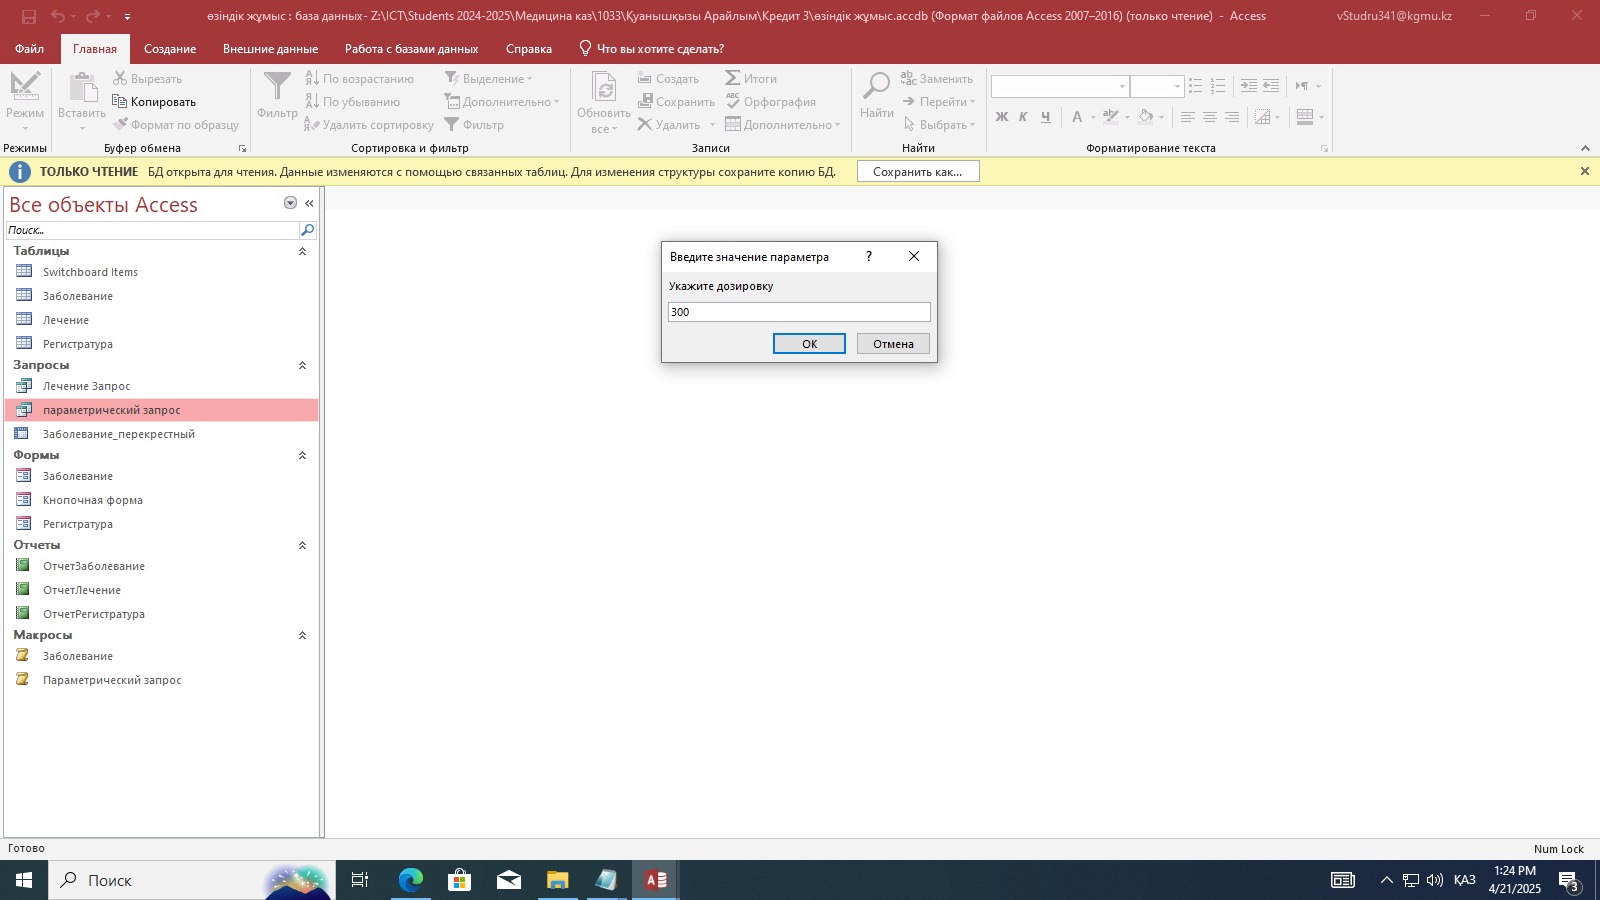 өзіндік жұмыс : база данных- Z:\ICT\Students 2024-2025\Медицина каз\1033\Қуанышқызы Арайлым\Кредит 3\өзіндік жұмыс.accdb (Формат файлов Access 2007–2016) (только чтение) - Access
vStudru341@kgmu.kz
Файл Главная Создание Внешние данные Работа с базами данных Справка Что вы хотите сделать?
Режим
Режимы
Вставить
Вырезать
Копировать
Формат по образцу
Буфер обмена
Фильтр
По возрастанию
По убыванию
Удалить сортировку
Выделение
Дополнительно
Фильтр
Сортировка и фильтр
Обновить
все
Создать
Сохранить
Удалить
Итоги
Орфография
Дополнительно
Записи
Найти
Заменить
Перейти
Выбрать
Найти
Ж К Ч А
Форматирование текста
ТОЛЬКО ЧТЕНИЕ БД открыта для чтения. Данные изменяются с помощью связанных таблиц. Для изменения структуры сохраните копию БД. Сохранить как...
Все объекты Access
Поиск...
Таблицы
Switchboard Items
Заболевание
Лечение
Регистратура
Запросы
Лечение Запрос
параметрический запрос
Заболевание_перекрестный
Формы
Заболевание
Кнопочная форма
Регистратура
Отчеты
ОтчетЗаболевание
ОтчетЛечение
ОтчетРегистратура
Макросы
Заболевание
Параметрический запрос
Введите значение параметра ?
Укажите дозировку
300
ОК Отмена
Готово
Num Lock
Поиск
ҚАЗ
1:24 PM
4/21/2025
3